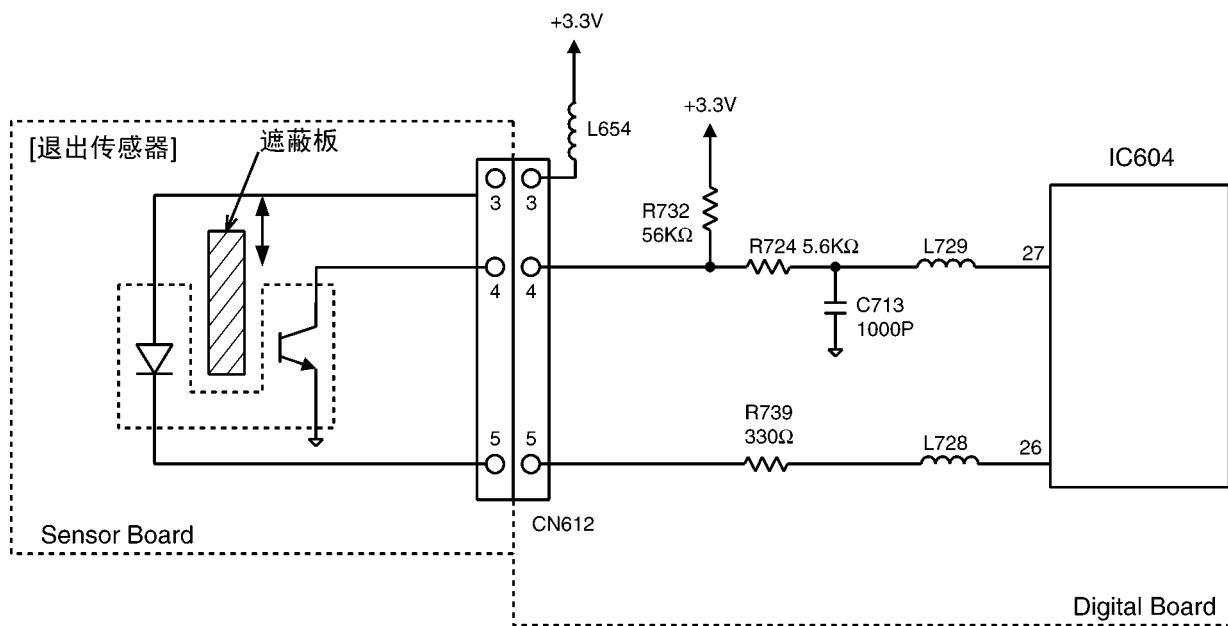 +3.3V
+3.3V
L654
[退出传感器]
遮蔽板
IC604
3
3
R732
56KΩ
R724 5.6KΩ
L729
27
4
4
C713
1000P
R739
330Ω
5
5
L728
26
CN612
Sensor Board
Digital Board